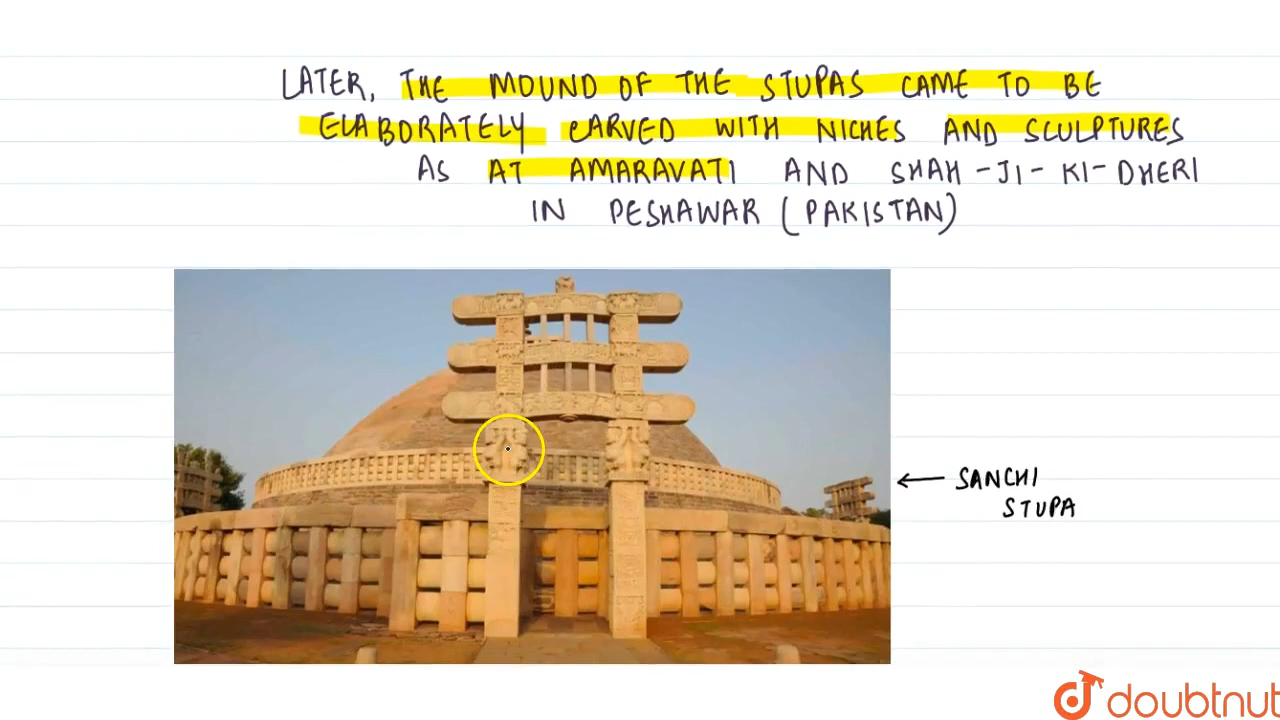 LATER, THE MOUND OF THE STUPAS CAME TO BE
ELABORATELY CARVED WITH NICHES AND SCULPTURES
AS AT AMARAVATI AND SHAH-JI-KI-DHERI
IN PESHAWAR (PAKISTAN)
← SANCHI
STUPA
doubtnut